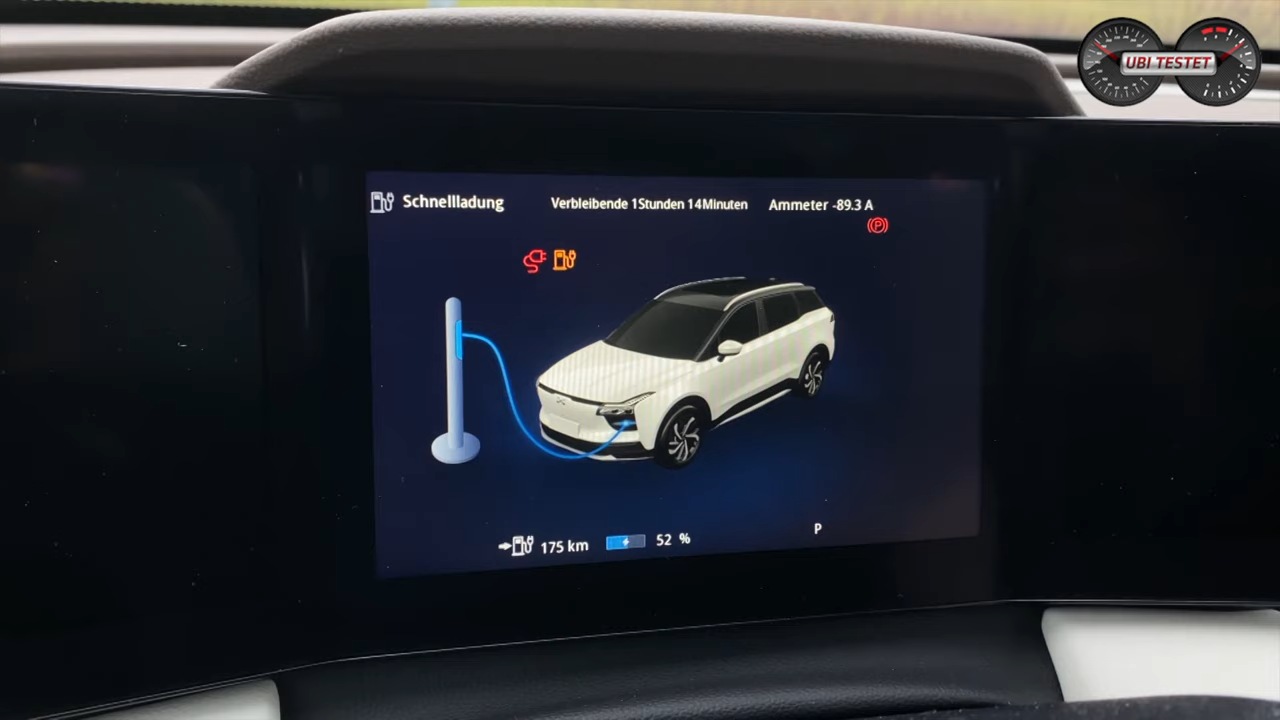 UBI TESTET
Schnellladung
Verbleibende 1Stunden 14Minuten
Ammeter -89.3 A
P
175 km
52 %
P